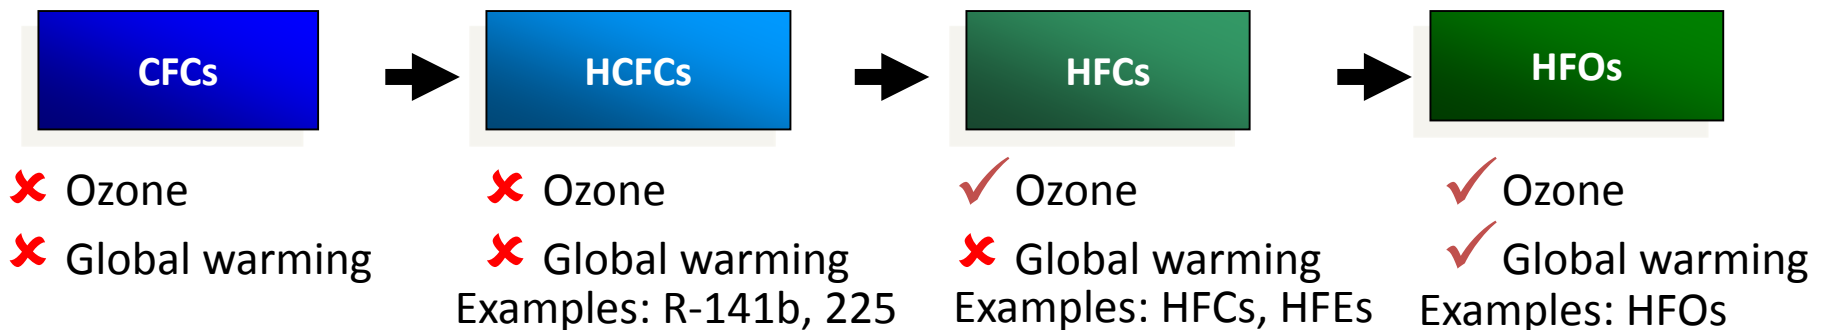 CFCs
HCFCs
HFCs
HFOs
✘ Ozone
✘ Global warming
✘ Ozone
✘ Global warming
Examples: R-141b, 225
✓ Ozone
✘ Global warming
Examples: HFCs, HFEs
✓ Ozone
✓ Global warming
Examples: HFOs